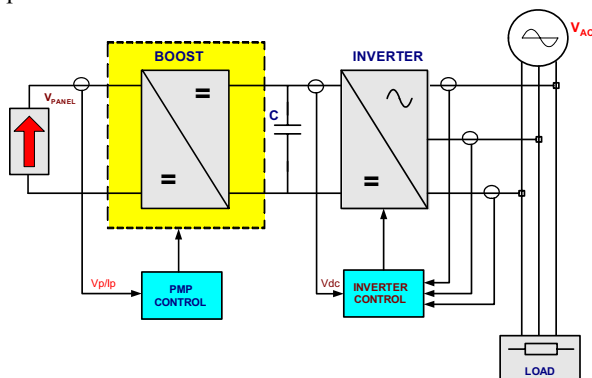 BOOST
INVERTER
V_AC
V_PANEL
C
Vp/Ip
PMP
CONTROL
Vdc
INVERTER
CONTROL
LOAD